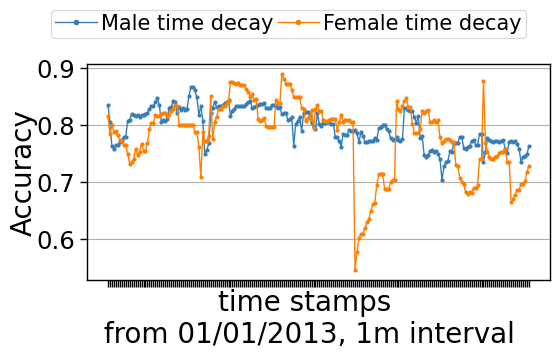 Male time decay Female time decay
0.9
0.8
0.7
0.6
Accuracy
time stamps
from 01/01/2013, 1m interval